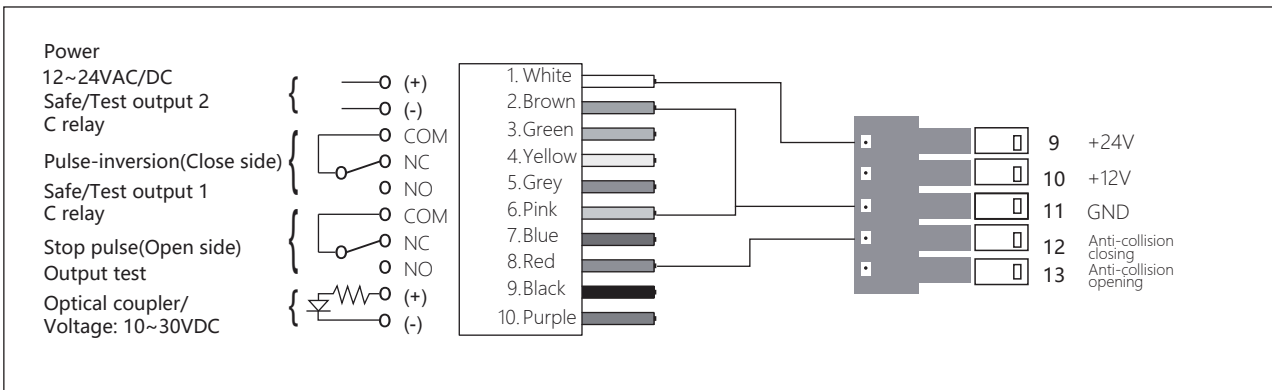 Power
12~24VAC/DC
Safe/Test output 2
C relay
Pulse-inversion(Close side)
Safe/Test output 1
C relay
Stop pulse(Open side)
Output test
Optical coupler/
Voltage: 10~30VDC
(+)
(-)
COM
NC
NO
COM
NC
NO
(+)
(-)
1. White
2.Brown
3.Green
4.Yellow
5.Grey
6.Pink
7.Blue
8.Red
9.Black
10.Purple
9 +24V
10 +12V
11 GND
12 Anti-collision
closing
13 Anti-collision
opening